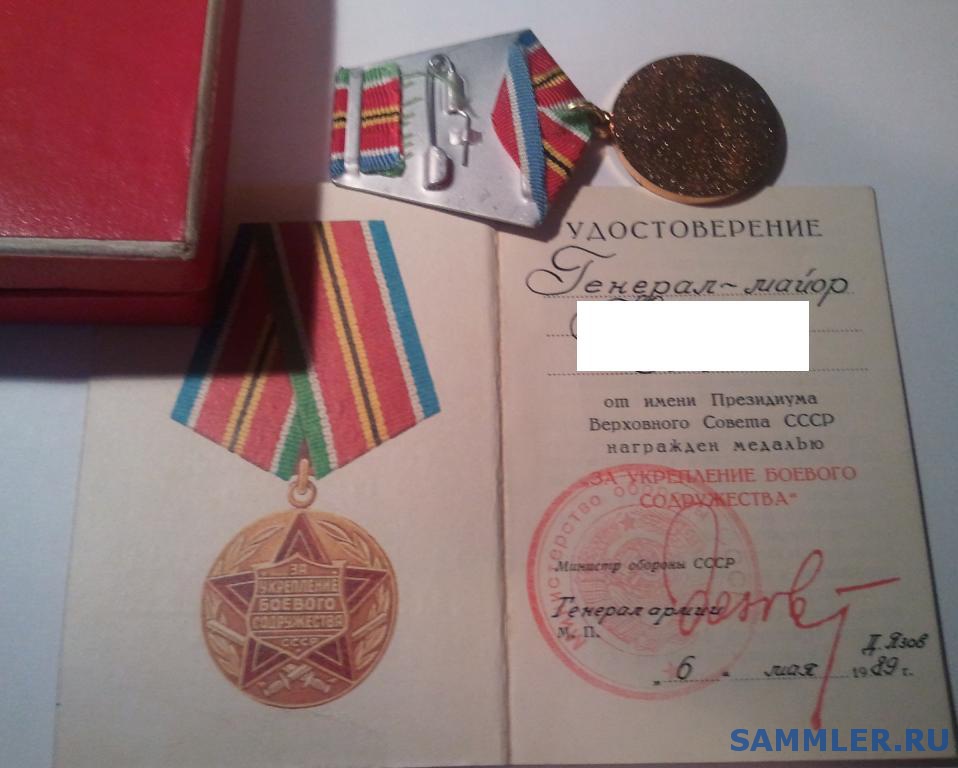 УДОСТОВЕРЕНИЕ
Генерал-майор
от имени Президиума
Верховного Совета СССР
награжден медалью
„ЗА УКРЕПЛЕНИЕ БОЕВОГО
СОДРУЖЕСТВА“
Министр обороны СССР
Генерал армии
М. П.
Д. Язов
„ 6 “ мая 1989 г.
ЗА
УКРЕПЛЕНИЕ
БОЕВОГО
СОДРУЖЕСТВА
СССР
SAMMLER.RU